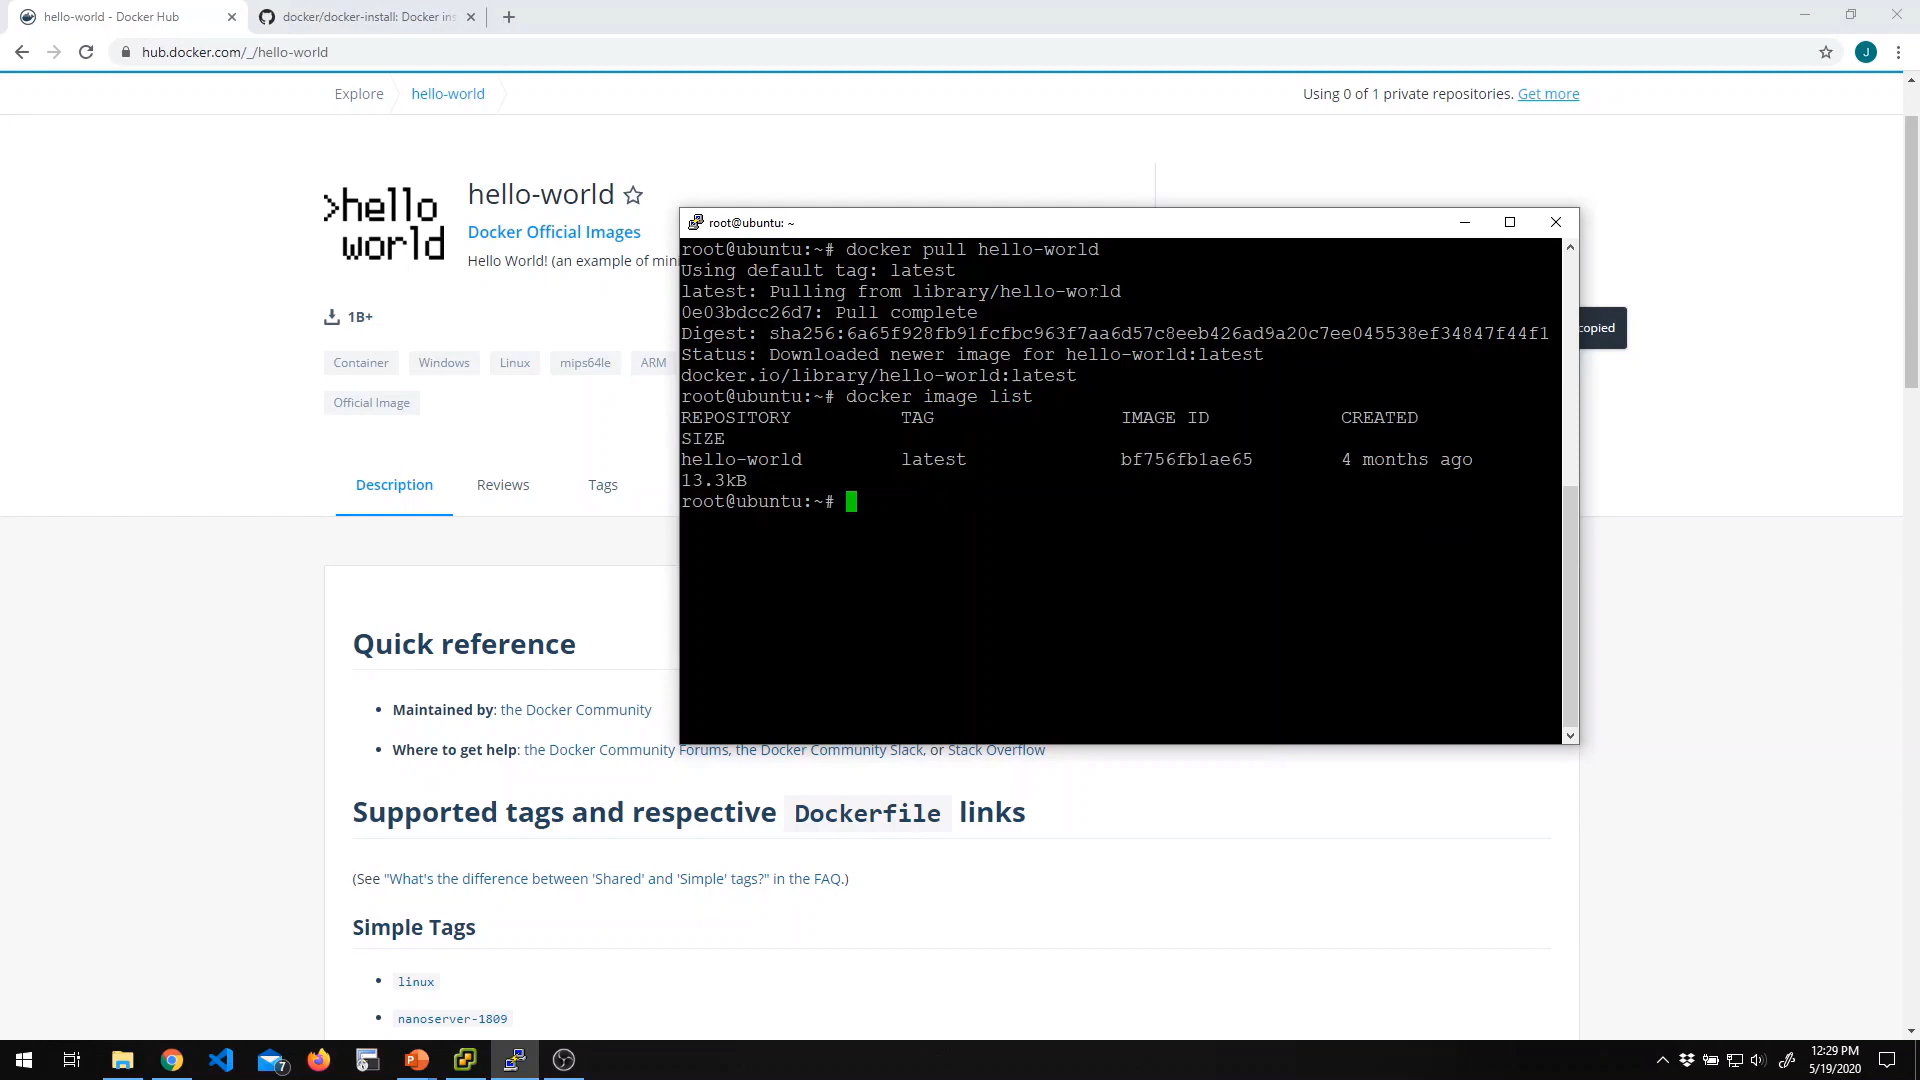 hello-world - Docker Hub
docker/docker-install: Docker ins
hub.docker.com/_/hello-world
J
Explore
hello-world
Using 0 of 1 private repositories. Get more
>hello
world
hello-world
Docker Official Images
Hello World! (an example of min
1B+
Container
Windows
Linux
mips64le
ARM
Official Image
Description
Reviews
Tags
copied
root@ubuntu: ~
root@ubuntu:~# docker pull hello-world
Using default tag: latest
latest: Pulling from library/hello-world
0e03bdcc26d7: Pull complete
Digest: sha256:6a65f928fb91fcfbc963f7aa6d57c8eeb426ad9a20c7ee045538ef34847f44f1
Status: Downloaded newer image for hello-world:latest
docker.io/library/hello-world:latest
root@ubuntu:~# docker image list
REPOSITORY TAG IMAGE ID CREATED
SIZE
hello-world latest bf756fb1ae65 4 months ago
13.3kB
root@ubuntu:~#
Quick reference
Maintained by: the Docker Community
Where to get help: the Docker Community Forums, the Docker Community Slack, or Stack Overflow
Supported tags and respective Dockerfile links
(See "What's the difference between 'Shared' and 'Simple' tags?" in the FAQ.)
Simple Tags
linux
nanoserver-1809
7
12:29 PM
5/19/2020